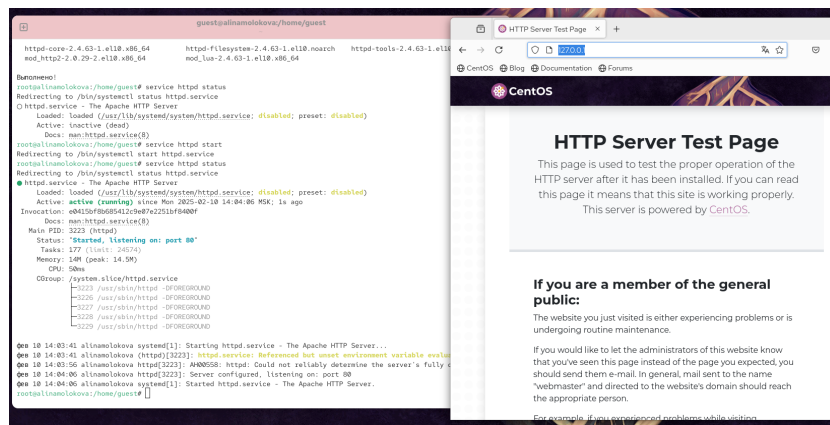 guest@alinamolokova:/home/guest
httpd-core-2.4.63-1.el10.x86_64 httpd-filesystem-2.4.63-1.el10.noarch httpd-tools-2.4.63-1.el10
mod_http2-2.0.29-2.el10.x86_64 mod_lua-2.4.63-1.el10.x86_64
Выполнено!
root@alinamolokova:/home/guest# service httpd status
Redirecting to /bin/systemctl status httpd.service
○ httpd.service - The Apache HTTP Server
Loaded: loaded (/usr/lib/systemd/system/httpd.service; disabled; preset: disabled)
Active: inactive (dead)
Docs: man:httpd.service(8)
root@alinamolokova:/home/guest# service httpd start
Redirecting to /bin/systemctl start httpd.service
root@alinamolokova:/home/guest# service httpd status
Redirecting to /bin/systemctl status httpd.service
● httpd.service - The Apache HTTP Server
Loaded: loaded (/usr/lib/systemd/system/httpd.service; disabled; preset: disabled)
Active: active (running) since Mon 2025-02-10 14:04:06 MSK; 1s ago
Invocation: e0415bf8b685412c9e07e2251bf8400f
Docs: man:httpd.service(8)
Main PID: 3223 (httpd)
Status: "Started, listening on: port 80"
Tasks: 177 (limit: 24574)
Memory: 14M (peak: 14.5M)
CPU: 50ms
CGroup: /system.slice/httpd.service
├─3223 /usr/sbin/httpd -DFOREGROUND
├─3226 /usr/sbin/httpd -DFOREGROUND
├─3227 /usr/sbin/httpd -DFOREGROUND
├─3228 /usr/sbin/httpd -DFOREGROUND
└─3229 /usr/sbin/httpd -DFOREGROUND
фев 10 14:03:41 alinamolokova systemd[1]: Starting httpd.service - The Apache HTTP Server...
фев 10 14:03:41 alinamolokova (httpd)[3223]: httpd.service: Referenced but unset environment variable evalua
фев 10 14:03:56 alinamolokova httpd[3223]: AH00558: httpd: Could not reliably determine the server's fully
фев 10 14:04:06 alinamolokova httpd[3223]: Server configured, listening on: port 80
фев 10 14:04:06 alinamolokova systemd[1]: Started httpd.service - The Apache HTTP Server.
root@alinamolokova:/home/guest#
HTTP Server Test Page
127.0.0.1
CentOS Blog Documentation Forums
CentOS
HTTP Server Test Page
This page is used to test the proper operation of the
HTTP server after it has been installed. If you can read
this page it means that this site is working properly.
This server is powered by CentOS.
If you are a member of the general
public:
The website you just visited is either experiencing problems or is
undergoing routine maintenance.
If you would like to let the administrators of this website know
that you've seen this page instead of the page you expected, you
should send them e-mail. In general, mail sent to the name
"webmaster" and directed to the website's domain should reach
the appropriate person.
For example, if you experienced problems while visiting